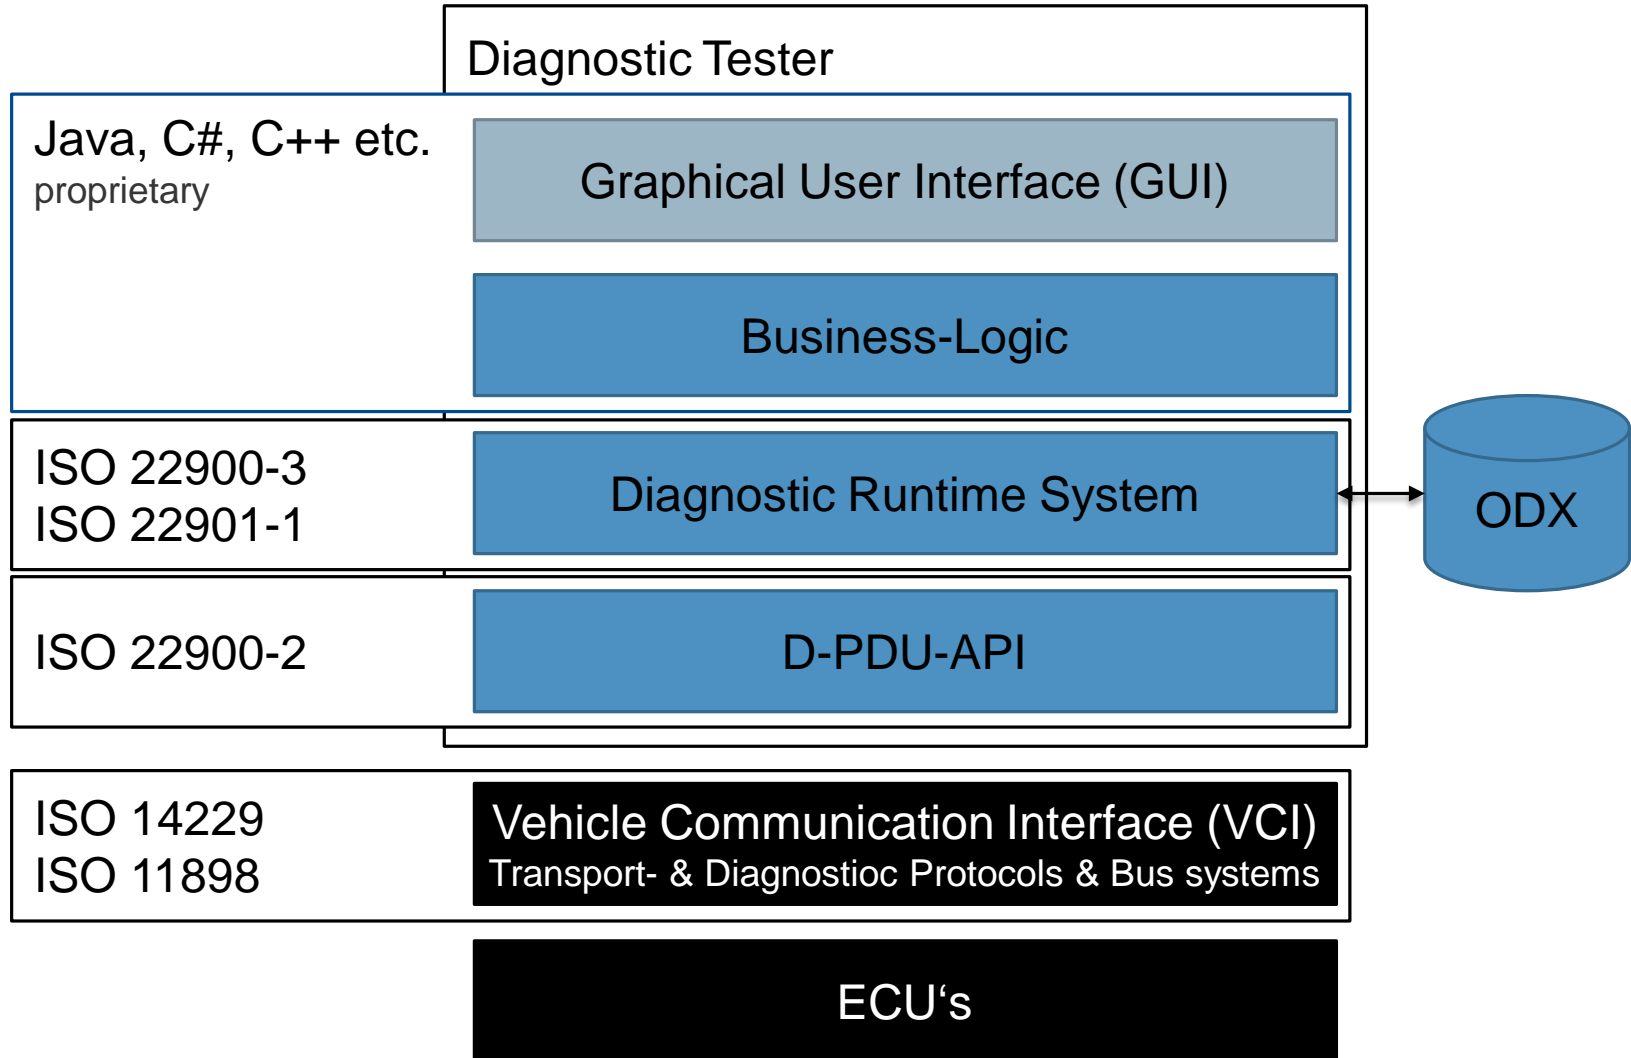 Diagnostic Tester
Java, C#, C++ etc.
proprietary
Graphical User Interface (GUI)
Business-Logic
ISO 22900-3
ISO 22901-1
Diagnostic Runtime System
ODX
ISO 22900-2
D-PDU-API
ISO 14229
ISO 11898
Vehicle Communication Interface (VCI)
Transport- & Diagnostioc Protocols & Bus systems
ECU‘s